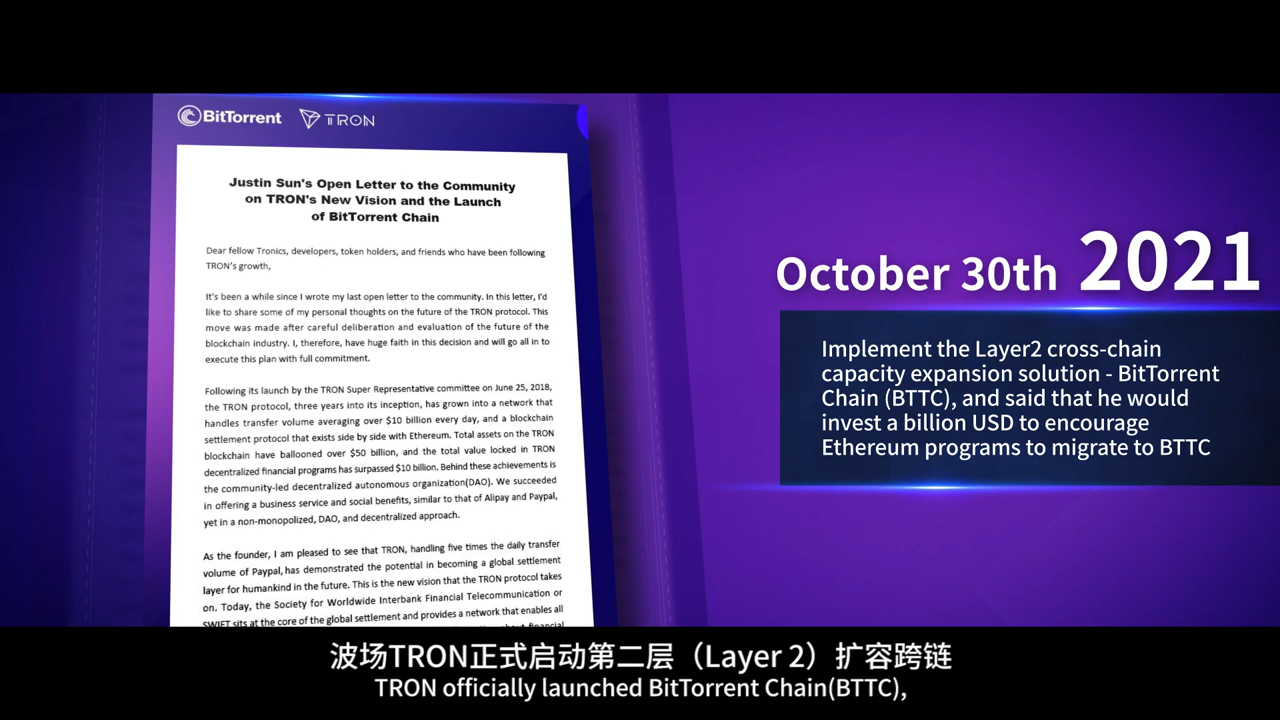 BitTorrent TRON
Justin Sun's Open Letter to the Community
on TRON's New Vision and the Launch
of BitTorrent Chain
Dear fellow Tronics, developers, token holders, and friends who have been following
TRON's growth,
It's been a while since I wrote my last open letter to the community. In this letter, I'd
like to share some of my personal thoughts on the future of the TRON protocol. This
move was made after careful deliberation and evaluation of the future of the
blockchain industry. I, therefore, have huge faith in this decision and will go all in to
execute this plan with full commitment.
Following its launch by the TRON Super Representative committee on June 25, 2018,
the TRON protocol, three years into its inception, has grown into a network that
handles transfer volume averaging over $10 billion every day, and a blockchain
settlement protocol that exists side by side with Ethereum. Total assets on the TRON
blockchain have ballooned over $50 billion, and the total value locked in TRON
decentralized financial programs has surpassed $10 billion. Behind these achievements is
the community-led decentralized autonomous organization(DAO). We succeeded
in offering a business service and social benefits, similar to that of Alipay and Paypal,
yet in a non-monopolized, DAO, and decentralized approach.
As the founder, I am pleased to see that TRON, handling five times the daily transfer
volume of Paypal, has demonstrated the potential in becoming a global settlement
layer for humankind in the future. This is the new vision that the TRON protocol takes
on. Today, the Society for Worldwide Interbank Financial Telecommunication or
SWIFT sits at the core of the global settlement and provides a network that enables all
October 30th 2021
Implement the Layer2 cross-chain
capacity expansion solution - BitTorrent
Chain (BTTC), and said that he would
invest a billion USD to encourage
Ethereum programs to migrate to BTTC
波场TRON正式启动第二层（Layer 2）扩容跨链
TRON officially launched BitTorrent Chain(BTTC),